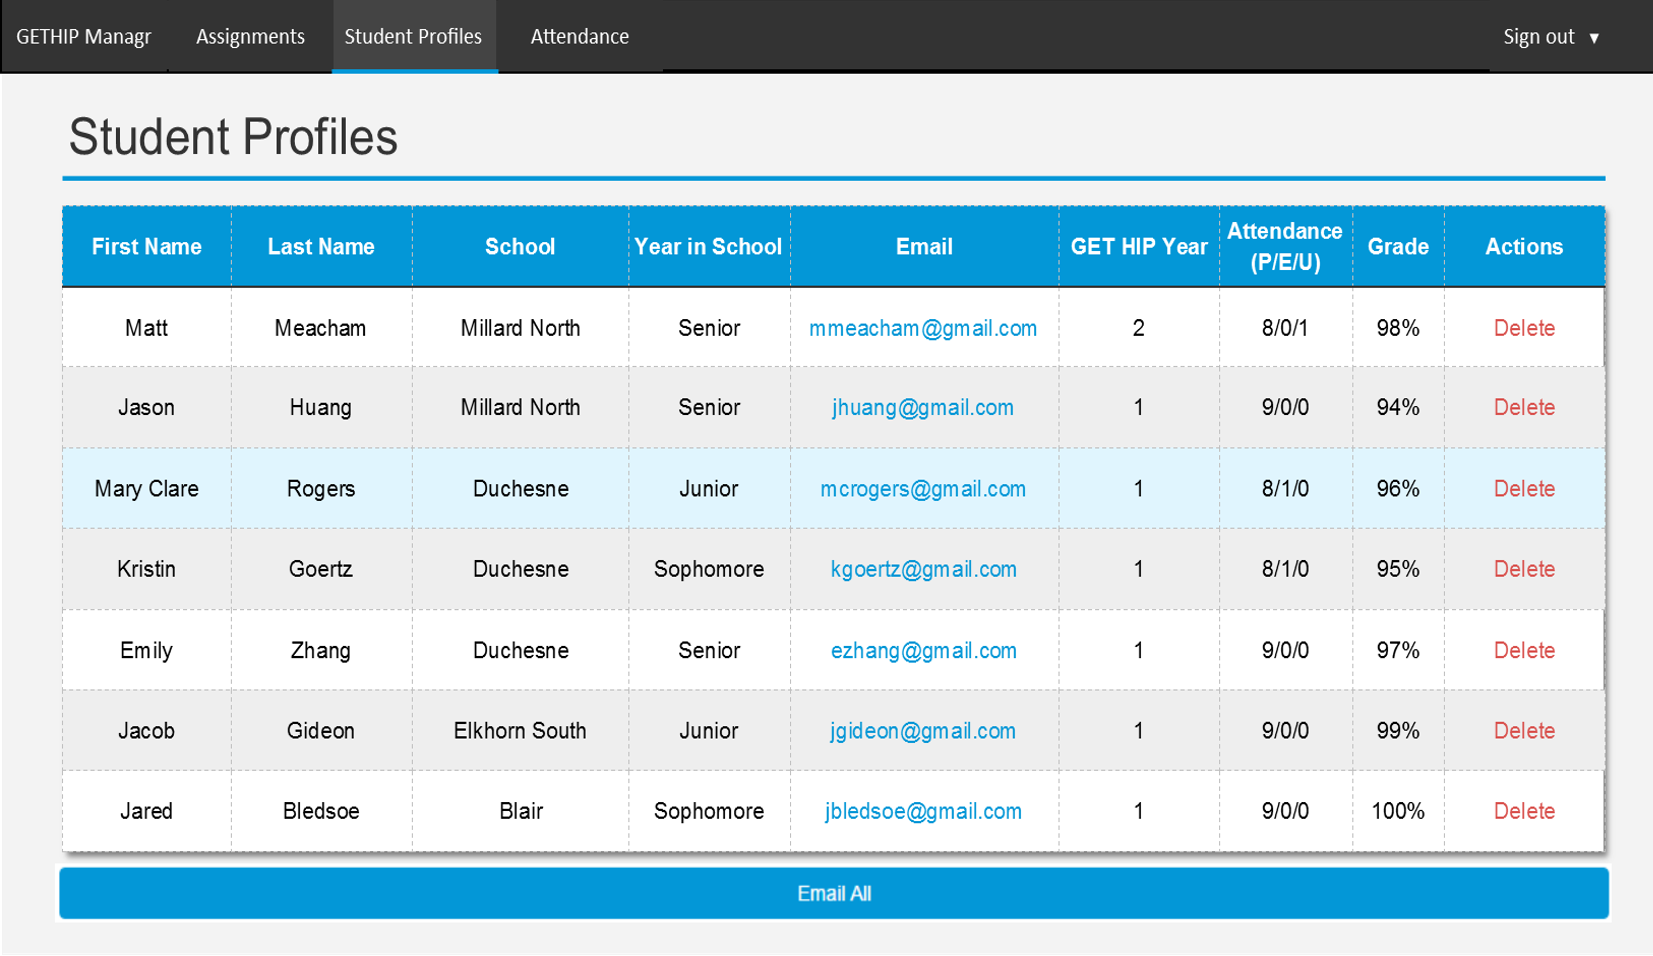 GETHIP Managr Assignments Student Profiles Attendance Sign out ▼
Student Profiles
First Name Last Name School Year in School Email GET HIP Year Attendance (P/E/U) Grade Actions
Matt Meacham Millard North Senior mmeacham@gmail.com 2 8/0/1 98% Delete
Jason Huang Millard North Senior jhuang@gmail.com 1 9/0/0 94% Delete
Mary Clare Rogers Duchesne Junior mcrogers@gmail.com 1 8/1/0 96% Delete
Kristin Goertz Duchesne Sophomore kgoertz@gmail.com 1 8/1/0 95% Delete
Emily Zhang Duchesne Senior ezhang@gmail.com 1 9/0/0 97% Delete
Jacob Gideon Elkhorn South Junior jgideon@gmail.com 1 9/0/0 99% Delete
Jared Bledsoe Blair Sophomore jbledsoe@gmail.com 1 9/0/0 100% Delete
Email All